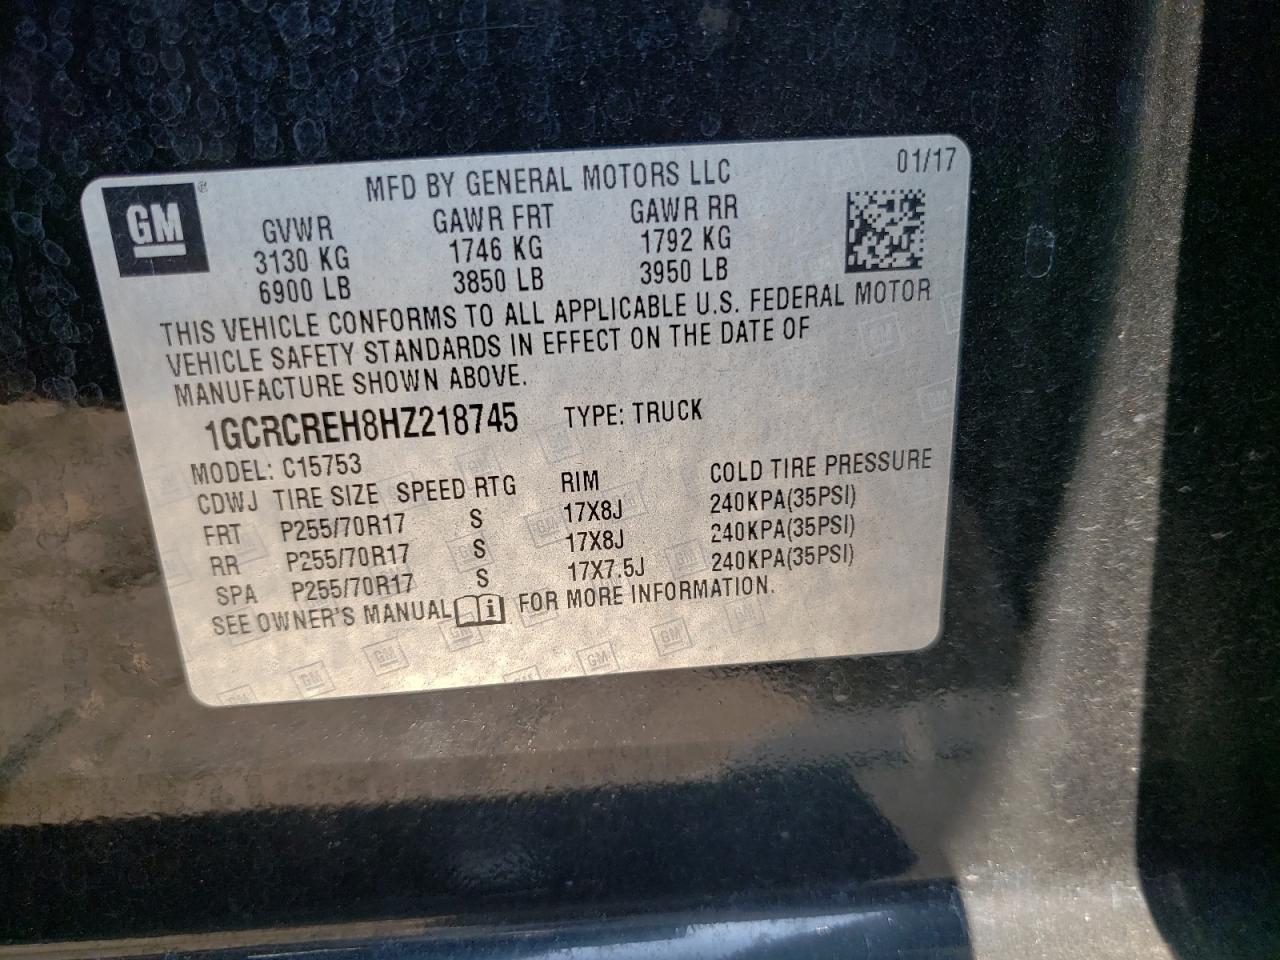 GM®
MFD BY GENERAL MOTORS LLC
01/17
GVWR GAWR FRT GAWR RR
3130 KG 1746 KG 1792 KG
6900 LB 3850 LB 3950 LB
THIS VEHICLE CONFORMS TO ALL APPLICABLE U.S. FEDERAL MOTOR
VEHICLE SAFETY STANDARDS IN EFFECT ON THE DATE OF
MANUFACTURE SHOWN ABOVE.
1GCRCREH8HZ218745 TYPE: TRUCK
MODEL: C15753
CDWJ TIRE SIZE SPEED RTG RIM COLD TIRE PRESSURE
FRT P255/70R17 S 17X8J 240KPA(35PSI)
RR P255/70R17 S 17X8J 240KPA(35PSI)
SPA P255/70R17 S 17X7.5J 240KPA(35PSI)
SEE OWNER'S MANUAL FOR MORE INFORMATION.